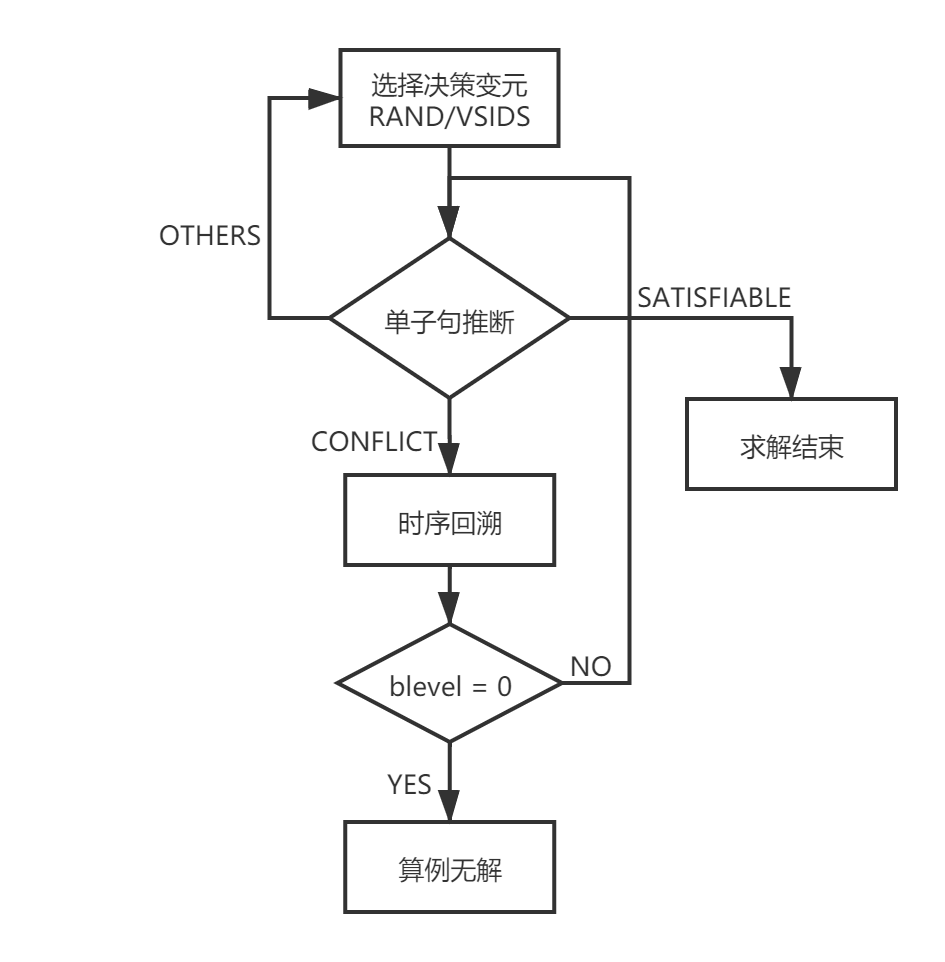 选择决策变元
RAND/VSIDS
OTHERS
SATISFIABLE
单子句推断
CONFLICT
求解结束
时序回溯
NO
blevel = 0
YES
算例无解